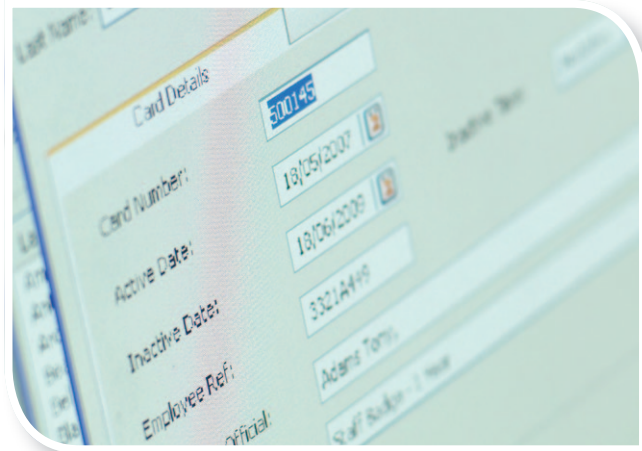 Last Name:
Card Details
Card Number: 500145
Active Date: 18/05/2007
Inactive Date: 18/06/2009
Inactive
Employee Ref: 3321A449
Official: Adams Tony,
Staff Badge - 1 Year